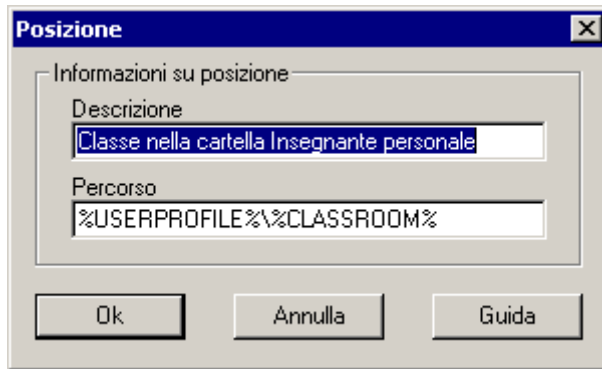 Posizione
Informazioni su posizione
Descrizione
Classe nella cartella Insegnante personale
Percorso
%USERPROFILE%\%CLASSROOM%
Ok Annulla Guida